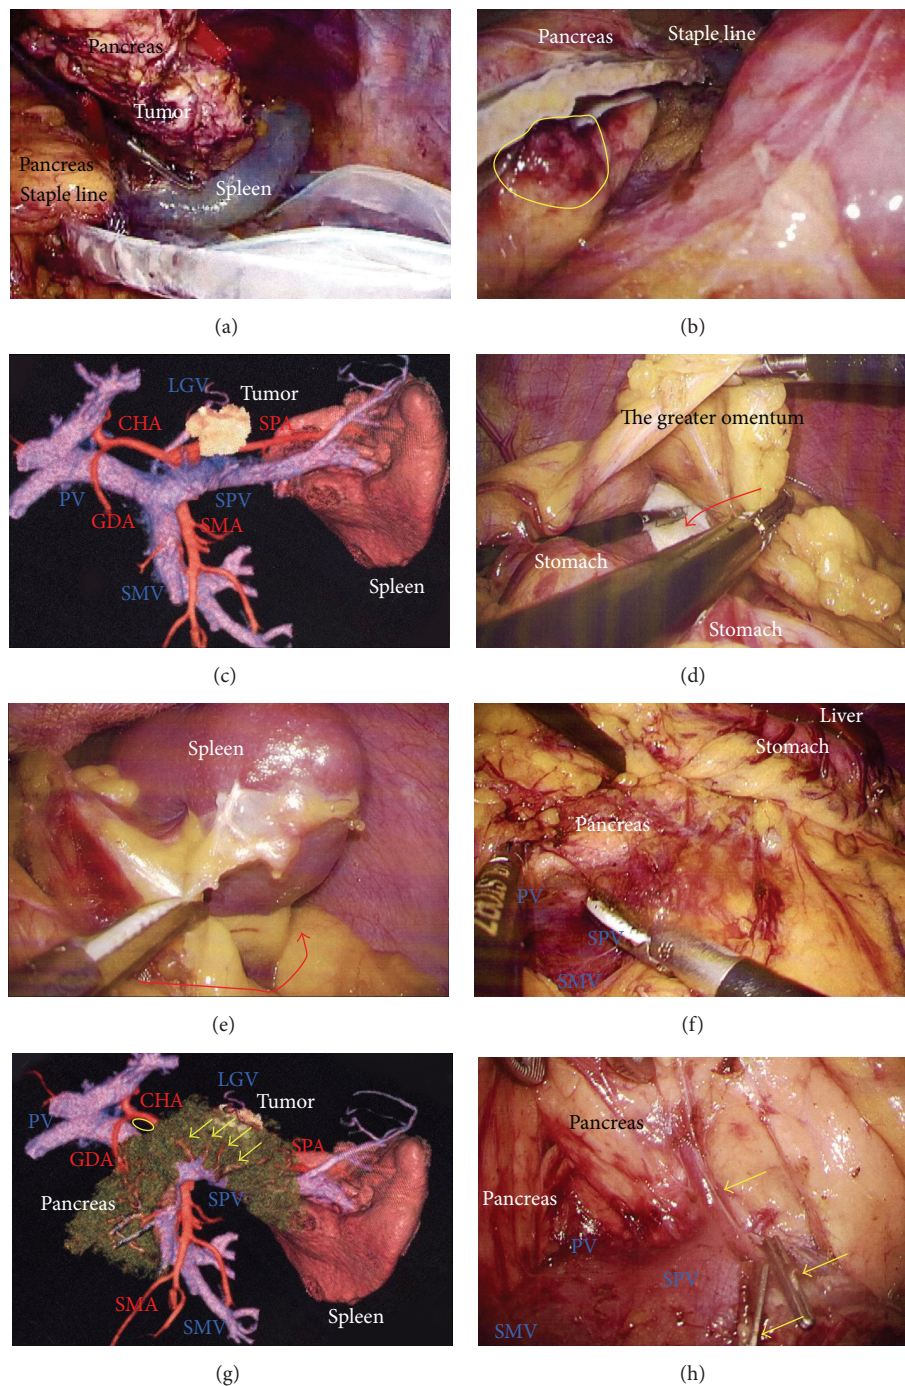 Pancreas
Tumor
Pancreas
Staple line
Spleen
(a)
Pancreas
Staple line
(b)
LGV
Tumor
CHA
SPA
PV
SPV
GDA
SMA
SMV
Spleen
(c)
The greater omentum
Stomach
Stomach
(d)
Spleen
(e)
Liver
Stomach
Pancreas
PV
SPV
SMV
(f)
LGV
CHA
Tumor
PV
GDA
SPA
Pancreas
SPV
SMA
SMV
Spleen
(g)
Pancreas
Pancreas
PV
SPV
SMV
(h)